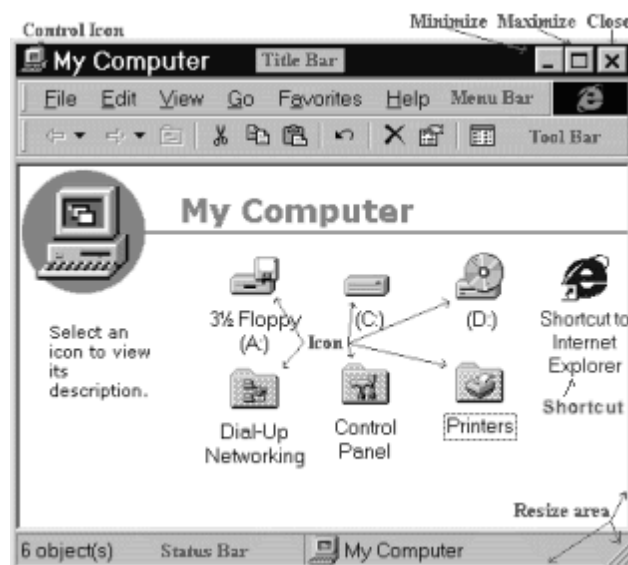 Control Icon Minimize Maximize Close
My Computer Title Bar
File Edit View Go Favorites Help Menu Bar
Tool Bar
My Computer
Select an
icon to view
its
description.
3½ Floppy
(A:)
(C:)
(D:)
Shortcut to
Internet
Explorer
Icon
Shortcut
Dial-Up
Networking
Control
Panel
Printers
Resize area
6 object(s) Status Bar My Computer